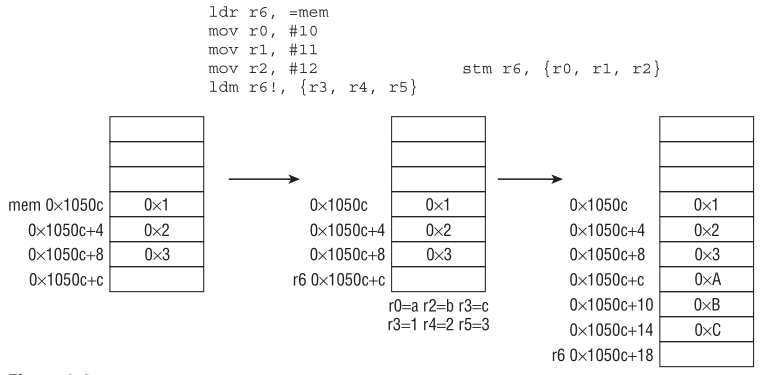 ldr r6, =mem
mov r0, #10
mov r1, #11
mov r2, #12
ldm r6!, {r3, r4, r5}
stm r6, {r0, r1, r2}
mem 0×1050c 0×1
0×1050c+4 0×2
0×1050c+8 0×3
0×1050c+c
0×1050c 0×1
0×1050c+4 0×2
0×1050c+8 0×3
r6 0×1050c+c
r0=a r2=b r3=c
r3=1 r4=2 r5=3
0×1050c 0×1
0×1050c+4 0×2
0×1050c+8 0×3
0×1050c+c 0×A
0×1050c+10 0×B
0×1050c+14 0×C
r6 0×1050c+18